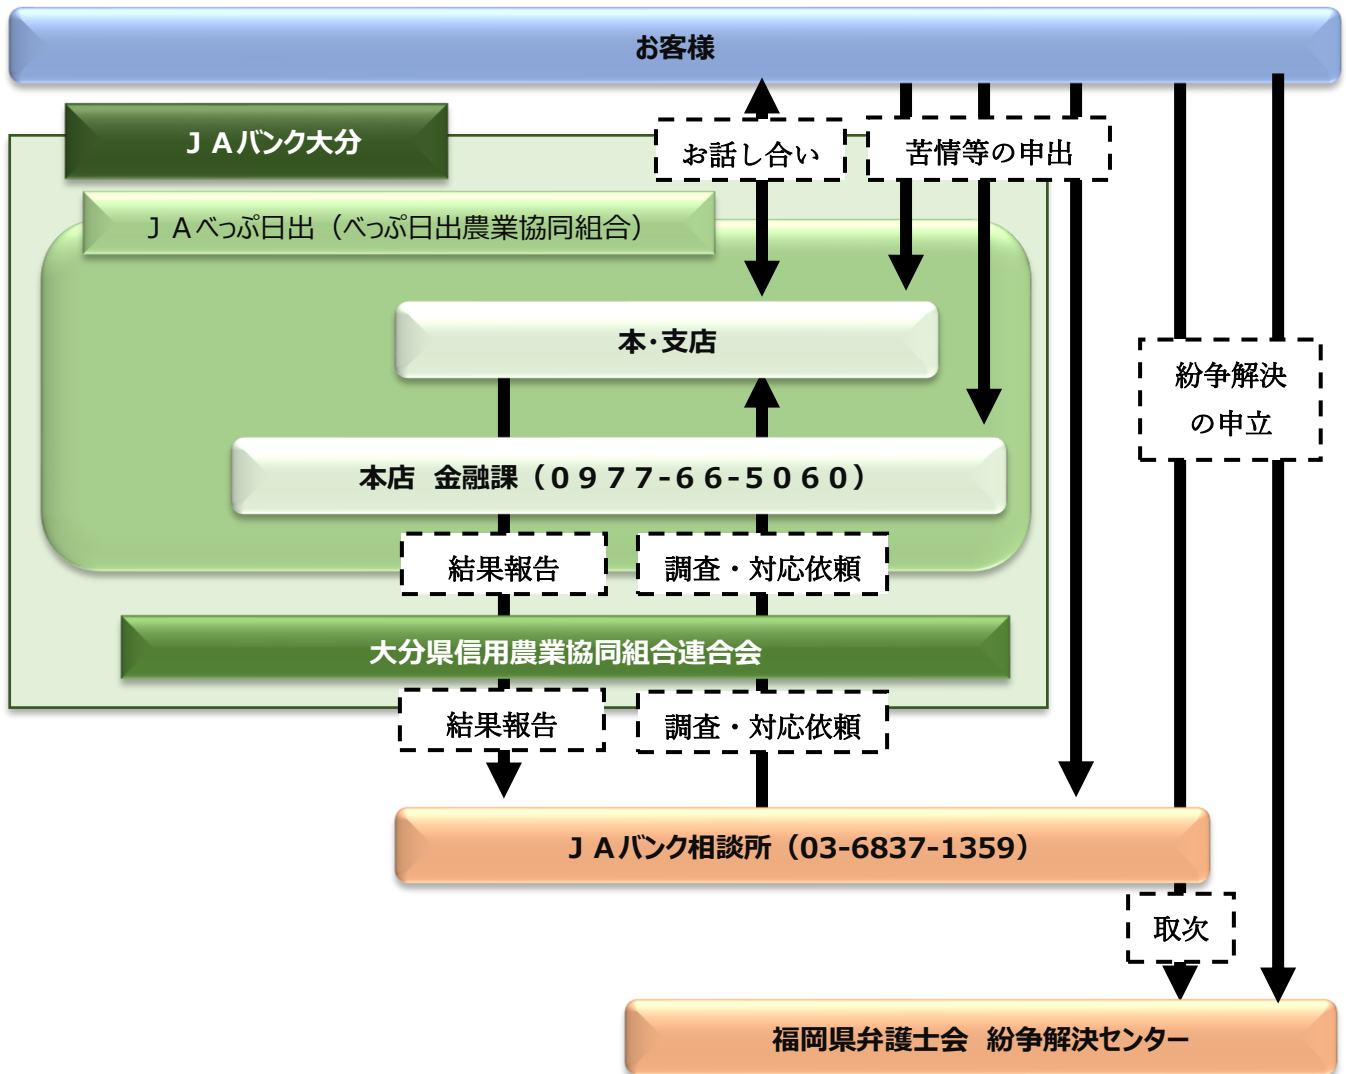 お客様
ＪＡバンク大分
お話し合い
苦情等の申出
ＪＡべっぷ日出（べっぷ日出農業協同組合）
本・支店
紛争解決
の申立
本店 金融課（０９７７-６６-５０６０）
結果報告
調査・対応依頼
大分県信用農業協同組合連合会
結果報告
調査・対応依頼
ＪＡバンク相談所（03-6837-1359）
取次
福岡県弁護士会 紛争解決センター